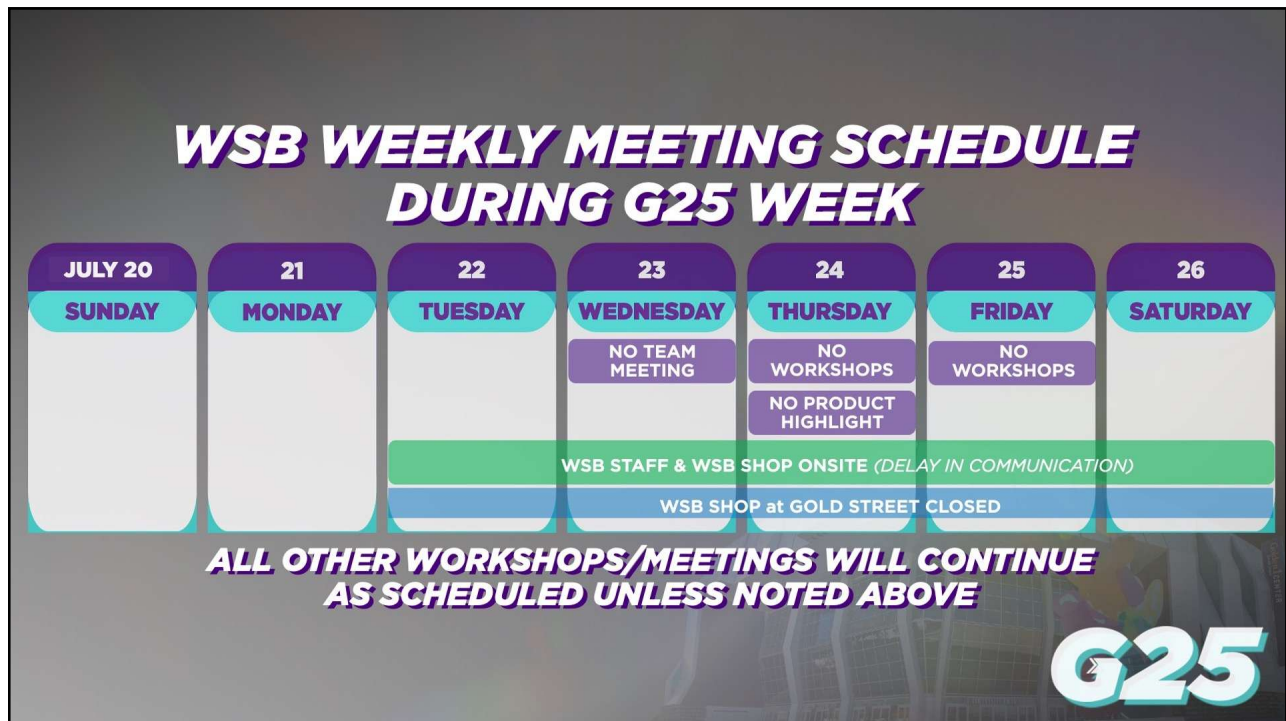 WSB WEEKLY MEETING SCHEDULE
DURING G25 WEEK
JULY 20
SUNDAY
21
MONDAY
22
TUESDAY
23
WEDNESDAY
NO TEAM
MEETING
24
THURSDAY
NO
WORKSHOPS
NO PRODUCT
HIGHLIGHT
25
FRIDAY
NO
WORKSHOPS
26
SATURDAY
WSB STAFF & WSB SHOP ONSITE (DELAY IN COMMUNICATION)
WSB SHOP at GOLD STREET CLOSED
ALL OTHER WORKSHOPS/MEETINGS WILL CONTINUE
AS SCHEDULED UNLESS NOTED ABOVE
G25